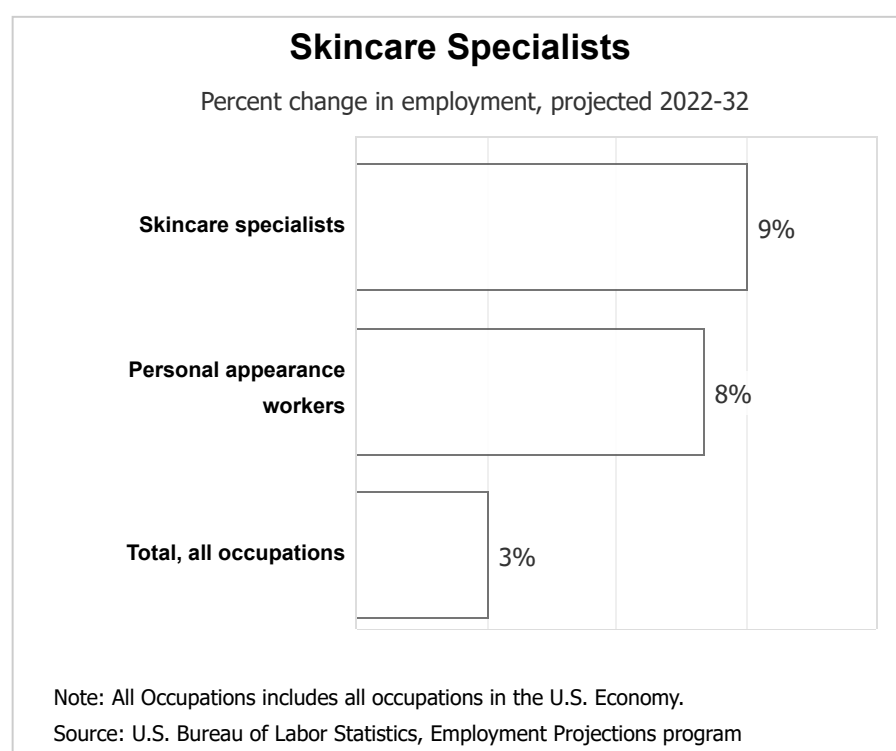 Skincare Specialists
Percent change in employment, projected 2022-32
Skincare specialists
9%
Personal appearance
workers
8%
Total, all occupations
3%
Note: All Occupations includes all occupations in the U.S. Economy.
Source: U.S. Bureau of Labor Statistics, Employment Projections program